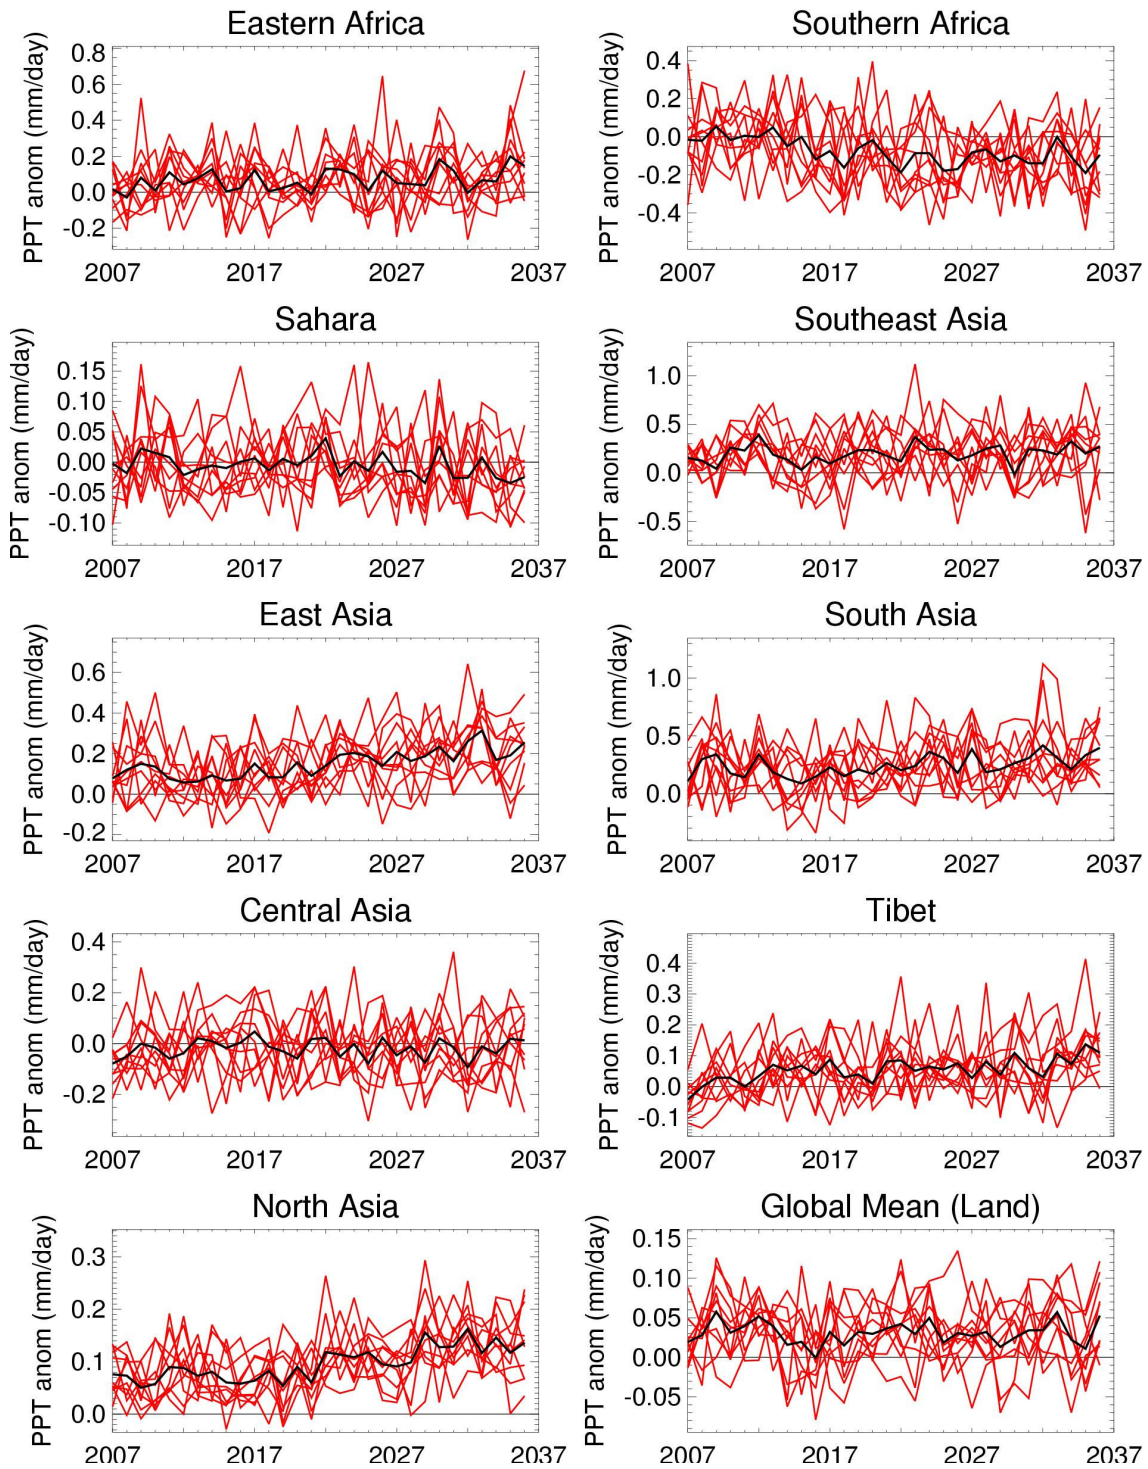 Eastern Africa
PPT anom (mm/day)
0.8
0.6
0.4
0.2
0.0
-0.2
2007 2017 2027 2037
Southern Africa
PPT anom (mm/day)
0.4
0.2
0.0
-0.2
-0.4
2007 2017 2027 2037
Sahara
PPT anom (mm/day)
0.15
0.10
0.05
0.00
-0.05
-0.10
2007 2017 2027 2037
Southeast Asia
PPT anom (mm/day)
1.0
0.5
0.0
-0.5
2007 2017 2027 2037
East Asia
PPT anom (mm/day)
0.6
0.4
0.2
0.0
-0.2
2007 2017 2027 2037
South Asia
PPT anom (mm/day)
1.0
0.5
0.0
2007 2017 2027 2037
Central Asia
PPT anom (mm/day)
0.4
0.2
0.0
-0.2
2007 2017 2027 2037
Tibet
PPT anom (mm/day)
0.4
0.3
0.2
0.1
0.0
-0.1
2007 2017 2027 2037
North Asia
PPT anom (mm/day)
0.3
0.2
0.1
0.0
2007 2017 2027 2037
Global Mean (Land)
PPT anom (mm/day)
0.15
0.10
0.05
0.00
-0.05
2007 2017 2027 2037